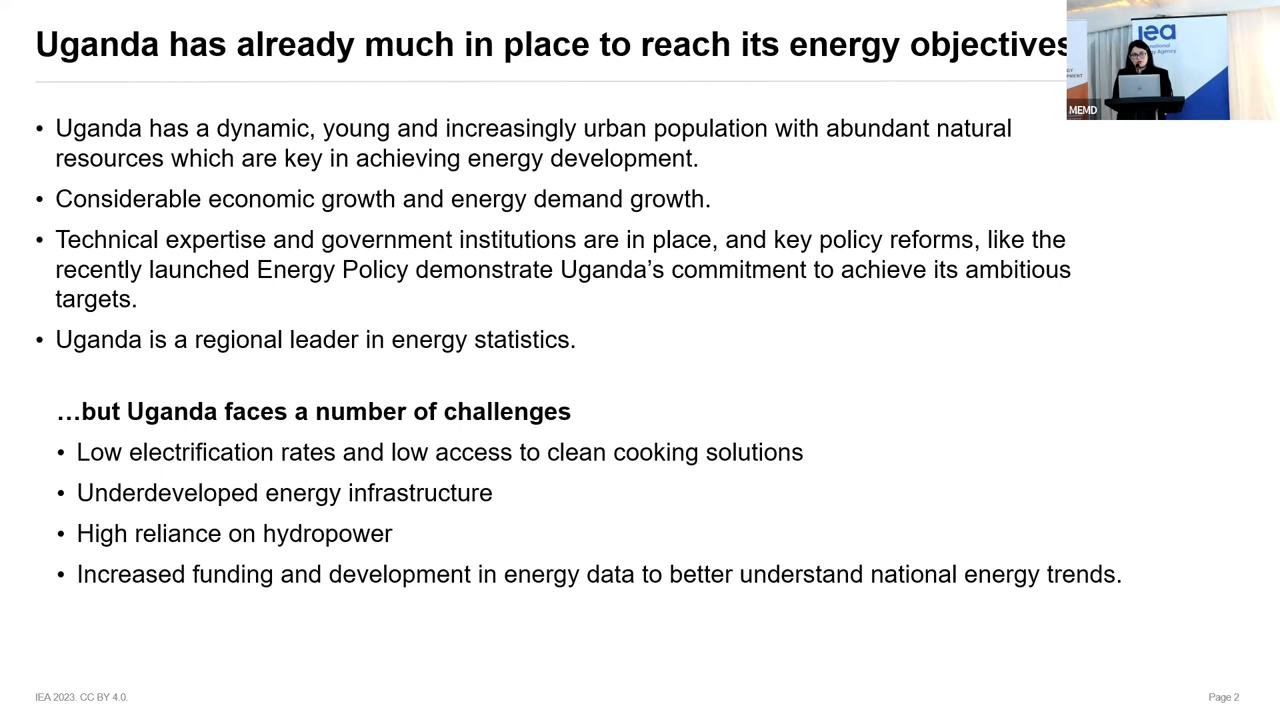 Uganda has already much in place to reach its energy objectives
iea
Energy Agency
MEMD
• Uganda has a dynamic, young and increasingly urban population with abundant natural
resources which are key in achieving energy development.
• Considerable economic growth and energy demand growth.
• Technical expertise and government institutions are in place, and key policy reforms, like the
recently launched Energy Policy demonstrate Uganda’s commitment to achieve its ambitious
targets.
• Uganda is a regional leader in energy statistics.
…but Uganda faces a number of challenges
• Low electrification rates and low access to clean cooking solutions
• Underdeveloped energy infrastructure
• High reliance on hydropower
• Increased funding and development in energy data to better understand national energy trends.
IEA 2023. CC BY 4.0.
Page 2